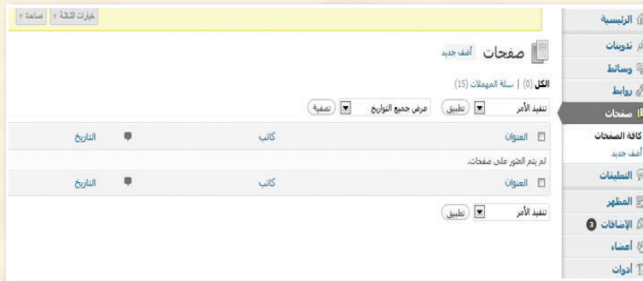 خيارات الشاشة
مساعدة
صفحات أضف جديد
الكل (0) | سلة المهملات (15)
تنفيذ الأمر
تطبيق
عرض جميع التواريخ
تصفية
العنوان
كاتب
التاريخ
لم يتم العثور على صفحات.
العنوان
كاتب
التاريخ
تنفيذ الأمر
تطبيق
الرئيسية
تدوينات
وسائط
روابط
صفحات
كافة الصفحات
أضف جديد
التعليقات
المظهر
الإضافات 3
أعضاء
أدوات